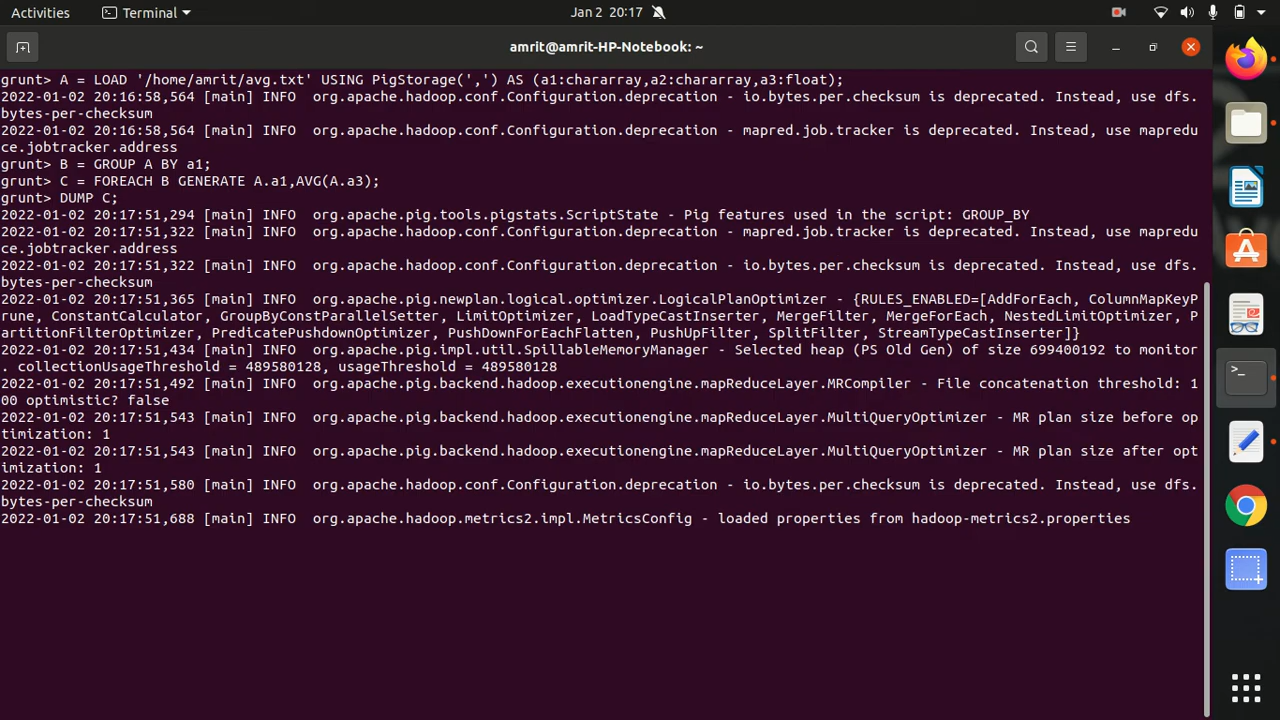 Activities
Terminal
Jan 2 20:17
amrit@amrit-HP-Notebook: ~
grunt> A = LOAD '/home/amrit/avg.txt' USING PigStorage(',') AS (a1:chararray,a2:chararray,a3:float);
2022-01-02 20:16:58,564 [main] INFO  org.apache.hadoop.conf.Configuration.deprecation - io.bytes.per.checksum is deprecated. Instead, use dfs.
bytes-per-checksum
2022-01-02 20:16:58,564 [main] INFO  org.apache.hadoop.conf.Configuration.deprecation - mapred.job.tracker is deprecated. Instead, use mapredu
ce.jobtracker.address
grunt> B = GROUP A BY a1;
grunt> C = FOREACH B GENERATE A.a1,AVG(A.a3);
grunt> DUMP C;
2022-01-02 20:17:51,294 [main] INFO  org.apache.pig.tools.pigstats.ScriptState - Pig features used in the script: GROUP_BY
2022-01-02 20:17:51,322 [main] INFO  org.apache.hadoop.conf.Configuration.deprecation - mapred.job.tracker is deprecated. Instead, use mapredu
ce.jobtracker.address
2022-01-02 20:17:51,322 [main] INFO  org.apache.hadoop.conf.Configuration.deprecation - io.bytes.per.checksum is deprecated. Instead, use dfs.
bytes-per-checksum
2022-01-02 20:17:51,365 [main] INFO  org.apache.pig.newplan.logical.optimizer.LogicalPlanOptimizer - {RULES_ENABLED=[AddForEach, ColumnMapKeyP
rune, ConstantCalculator, GroupByConstParallelSetter, LimitOptimizer, LoadTypeCastInserter, MergeFilter, MergeForEach, NestedLimitOptimizer, P
artitionFilterOptimizer, PredicatePushdownOptimizer, PushDownForEachFlatten, PushUpFilter, SplitFilter, StreamTypeCastInserter]}
2022-01-02 20:17:51,434 [main] INFO  org.apache.pig.impl.util.SpillableMemoryManager - Selected heap (PS Old Gen) of size 699400192 to monitor
. collectionUsageThreshold = 489580128, usageThreshold = 489580128
2022-01-02 20:17:51,492 [main] INFO  org.apache.pig.backend.hadoop.executionengine.mapReduceLayer.MRCompiler - File concatenation threshold: 1
00 optimistic? false
2022-01-02 20:17:51,543 [main] INFO  org.apache.pig.backend.hadoop.executionengine.mapReduceLayer.MultiQueryOptimizer - MR plan size before op
timization: 1
2022-01-02 20:17:51,543 [main] INFO  org.apache.pig.backend.hadoop.executionengine.mapReduceLayer.MultiQueryOptimizer - MR plan size after opt
imization: 1
2022-01-02 20:17:51,580 [main] INFO  org.apache.hadoop.conf.Configuration.deprecation - io.bytes.per.checksum is deprecated. Instead, use dfs.
bytes-per-checksum
2022-01-02 20:17:51,688 [main] INFO  org.apache.hadoop.metrics2.impl.MetricsConfig - loaded properties from hadoop-metrics2.properties